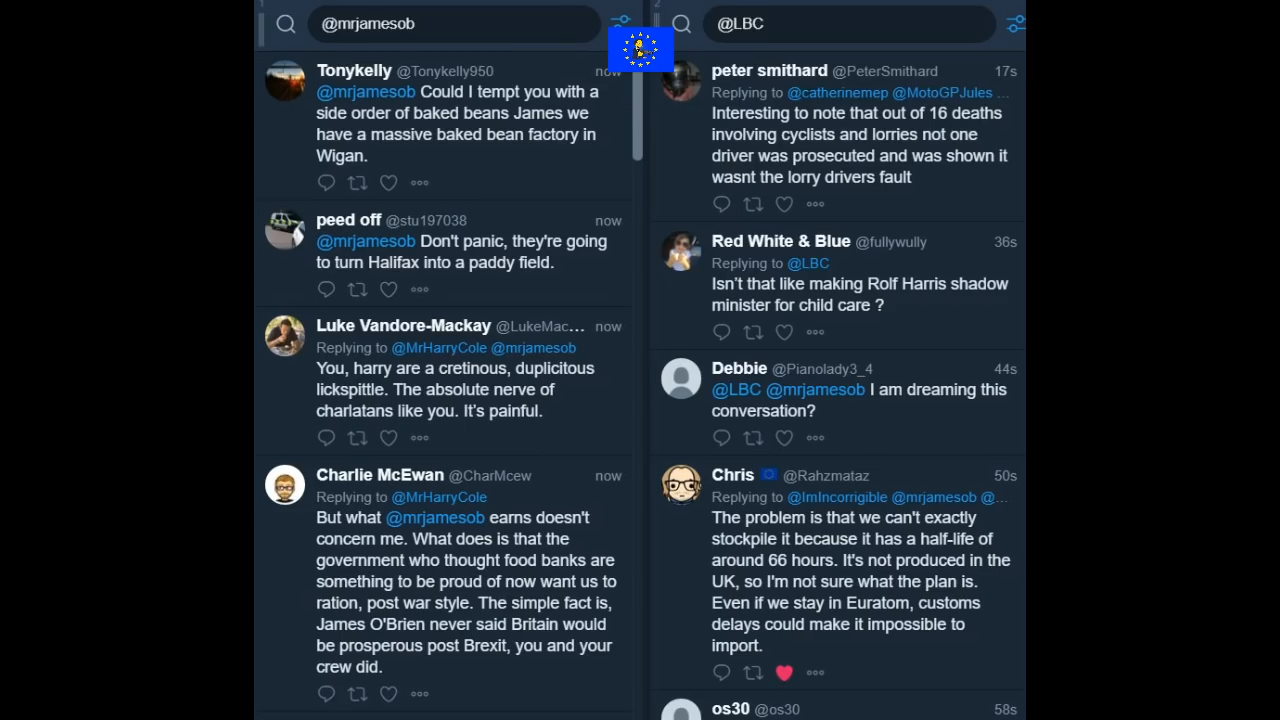 1
@mrjamesob
Tonykelly @Tonykelly950 now
@mrjamesob Could I tempt you with a
side order of baked beans James we
have a massive baked bean factory in
Wigan.
peed off @stu197038 now
@mrjamesob Don't panic, they're going
to turn Halifax into a paddy field.
Luke Vandore-Mackay @LukeMac... now
Replying to @MrHarryCole @mrjamesob
You, harry are a cretinous, duplicitous
lickspittle. The absolute nerve of
charlatans like you. It's painful.
Charlie McEwan @CharMcew now
Replying to @MrHarryCole
But what @mrjamesob earns doesn't
concern me. What does is that the
government who thought food banks are
something to be proud of now want us to
ration, post war style. The simple fact is,
James O'Brien never said Britain would
be prosperous post Brexit, you and your
crew did.
2
@LBC
peter smithard @PeterSmithard 17s
Replying to @catherinemep @MotoGPJules ...
Interesting to note that out of 16 deaths
involving cyclists and lorries not one
driver was prosecuted and was shown it
wasnt the lorry drivers fault
Red White & Blue @fullywully 36s
Replying to @LBC
Isn't that like making Rolf Harris shadow
minister for child care ?
Debbie @Pianolady3_4 44s
@LBC @mrjamesob I am dreaming this
conversation?
Chris @Rahzmataz 50s
Replying to @ImIncorrigible @mrjamesob @...
The problem is that we can't exactly
stockpile it because it has a half-life of
around 66 hours. It's not produced in the
UK, so I'm not sure what the plan is.
Even if we stay in Euratom, customs
delays could make it impossible to
import.
os30 @os30 58s